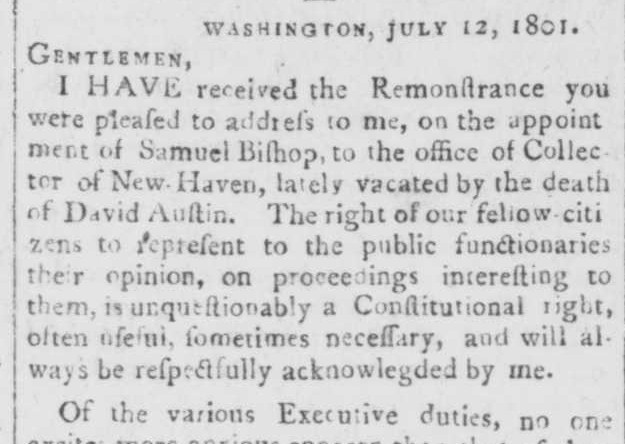 WASHINGTON, JULY 12, 1801.
GENTLEMEN,
I HAVE received the Remonſtrance you
were pleaſed to addreſs to me, on the appoint
ment of Samuel Biſhop, to the office of Collec-
tor of New-Haven, lately vacated by the death
of David Auſtin. The right of our fellow-citi
zens to repreſent to the public functionaries
their opinion, on proceedings intereſting to
them, is unqueſtionably a Conſtitutional right,
often uſeful, ſometimes neceſſary, and will al-
ways be reſpectfully acknowlegded by me.
Of the various Executive duties, no one